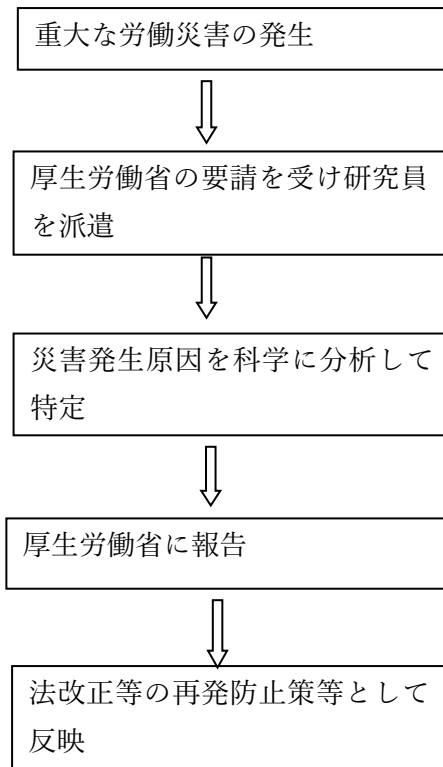 重大な労働災害の発生
厚生労働省の要請を受け研究員
を派遣
災害発生原因を科学に分析して
特定
厚生労働省に報告
法改正等の再発防止策等として
反映